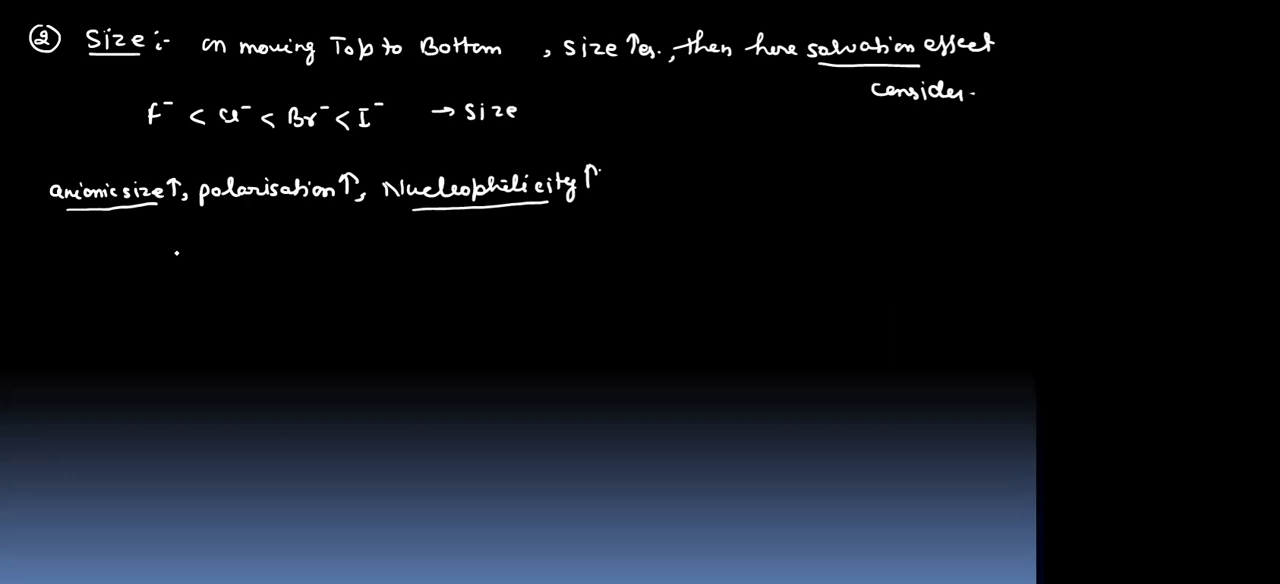 ② Size :- on moving Top to Bottom , size ↑es. , then here solvation effect
consider.
F⁻ < Cl⁻ < Br⁻ < I⁻ → size
anionic size ↑, polarisation ↑, Nucleophilicity ↑